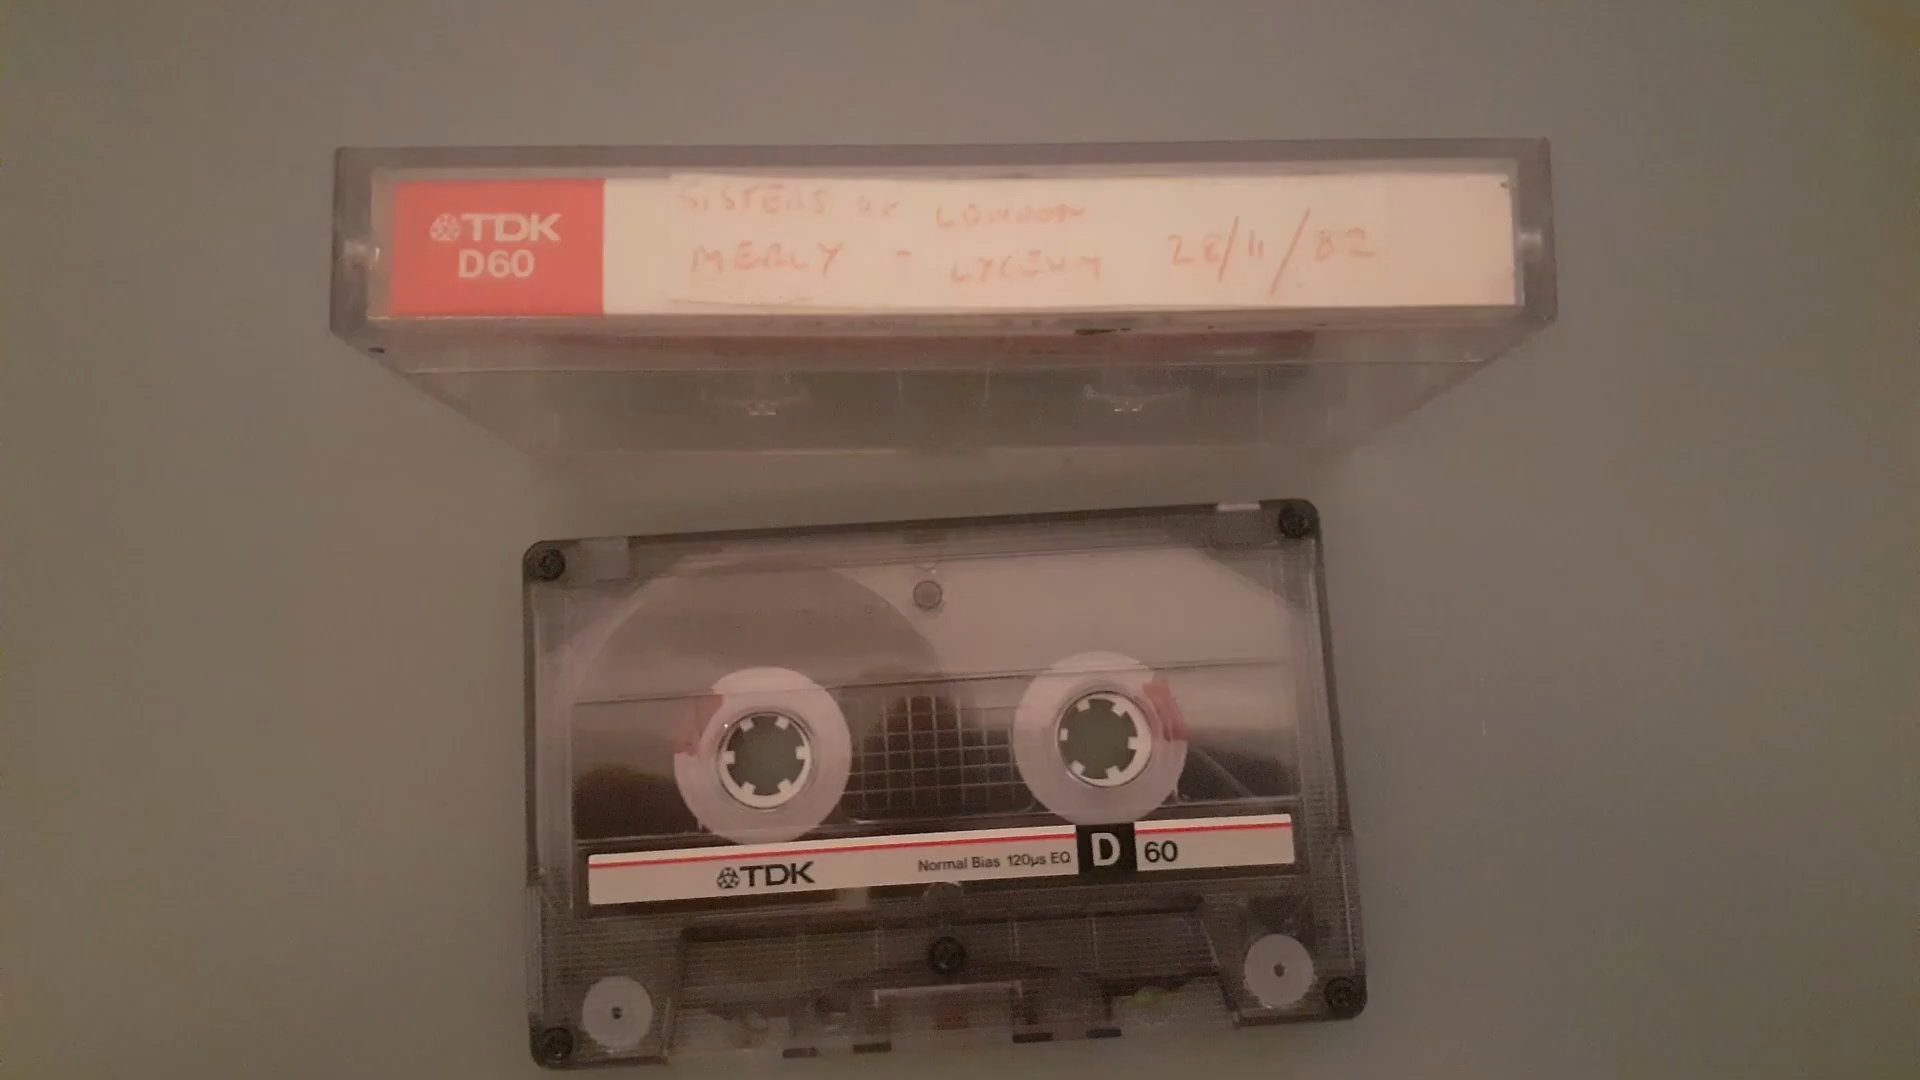 TDK
D60
SISTERS OF LONDON
MERCY - LYCEUM 28/11/82
TDK Normal Bias 120µs EQ D 60